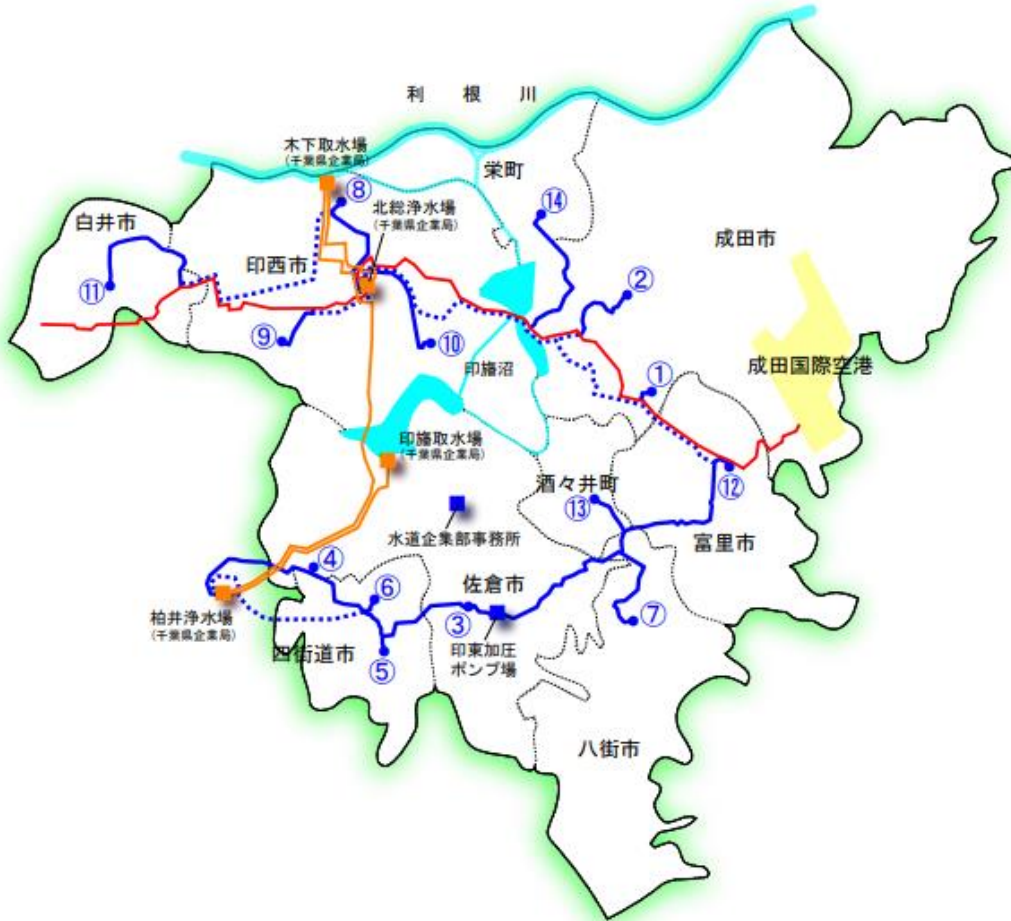 利根川
木下取水場
(千葉県企業局)
⑧
栄町
北総浄水場
(千葉県企業局)
⑭
白井市
成田市
印西市
⑪
②
⑨
⑩
印旛沼
成田国際空港
①
印旛取水場
(千葉県企業局)
⑫
酒々井町
⑬
水道企業部事務所
富里市
④
佐倉市
⑥
柏井浄水場
(千葉県企業局)
③
⑦
四街道市
⑤
印東加圧
ポンプ場
八街市